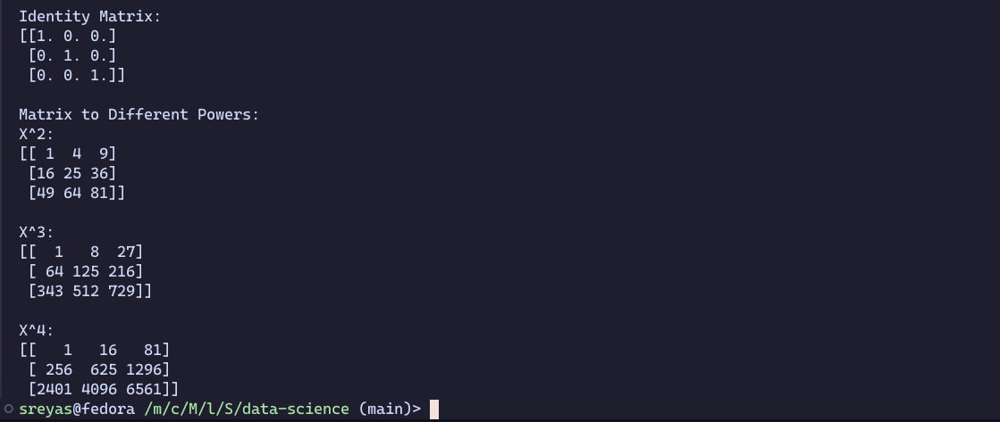 Identity Matrix:
[[1. 0. 0.]
 [0. 1. 0.]
 [0. 0. 1.]]

Matrix to Different Powers:
X^2:
[[ 1  4  9]
 [16 25 36]
 [49 64 81]]

X^3:
[[  1   8  27]
 [ 64 125 216]
 [343 512 729]]

X^4:
[[   1   16   81]
 [ 256  625 1296]
 [2401 4096 6561]]
sreyas@fedora /m/c/M/l/S/data-science (main)>